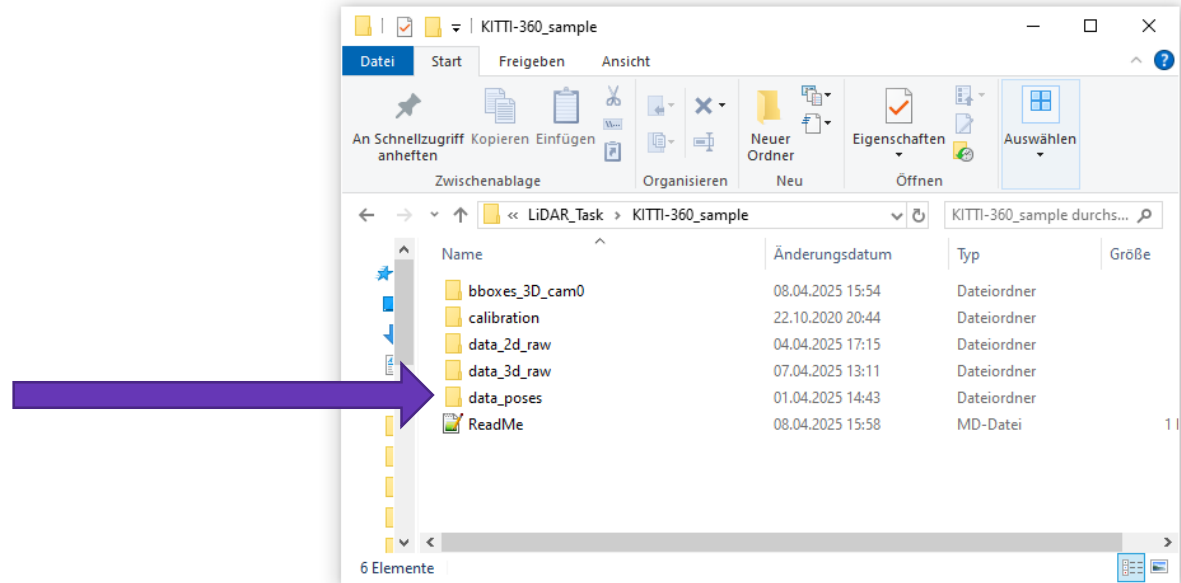 KITTI-360_sample
Datei Start Freigeben Ansicht
An Schnellzugriff anheften Kopieren Einfügen Neuer Ordner Eigenschaften Auswählen
Zwischenablage Organisieren Neu Öffnen
« LiDAR_Task > KITTI-360_sample KITTI-360_sample durchs...
Name Änderungsdatum Typ Größe
bboxes_3D_cam0 08.04.2025 15:54 Dateiordner
calibration 22.10.2020 20:44 Dateiordner
data_2d_raw 04.04.2025 17:15 Dateiordner
data_3d_raw 07.04.2025 13:11 Dateiordner
data_poses 01.04.2025 14:43 Dateiordner
ReadMe 08.04.2025 15:58 MD-Datei 1
6 Elemente